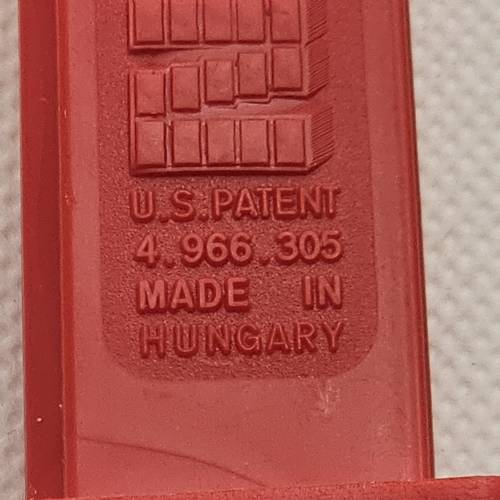 U.S.PATENT
4.966.305
MADE IN
HUNGARY